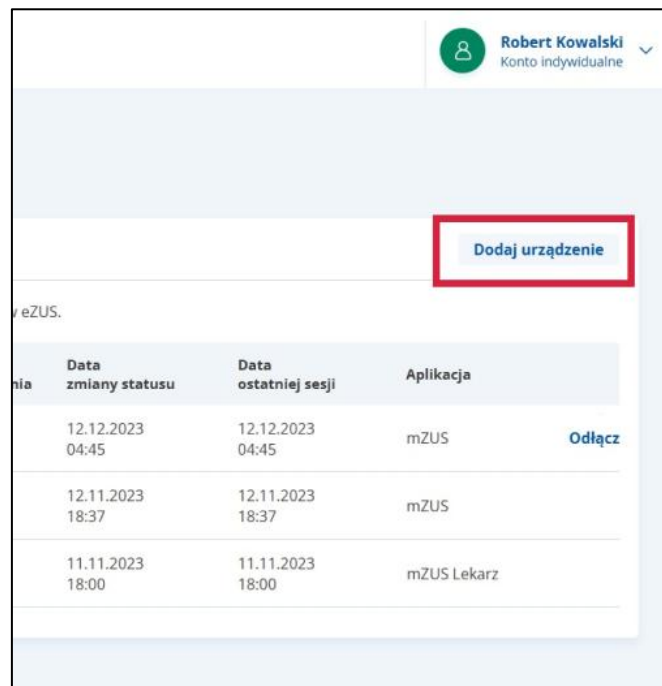 Robert Kowalski
Konto indywidualne
Dodaj urządzenie
w eZUS.
Data
zmiany statusu
Data
ostatniej sesji
Aplikacja
12.12.2023
04:45
12.12.2023
04:45
mZUS
Odłącz
12.11.2023
18:37
12.11.2023
18:37
mZUS
11.11.2023
18:00
11.11.2023
18:00
mZUS Lekarz